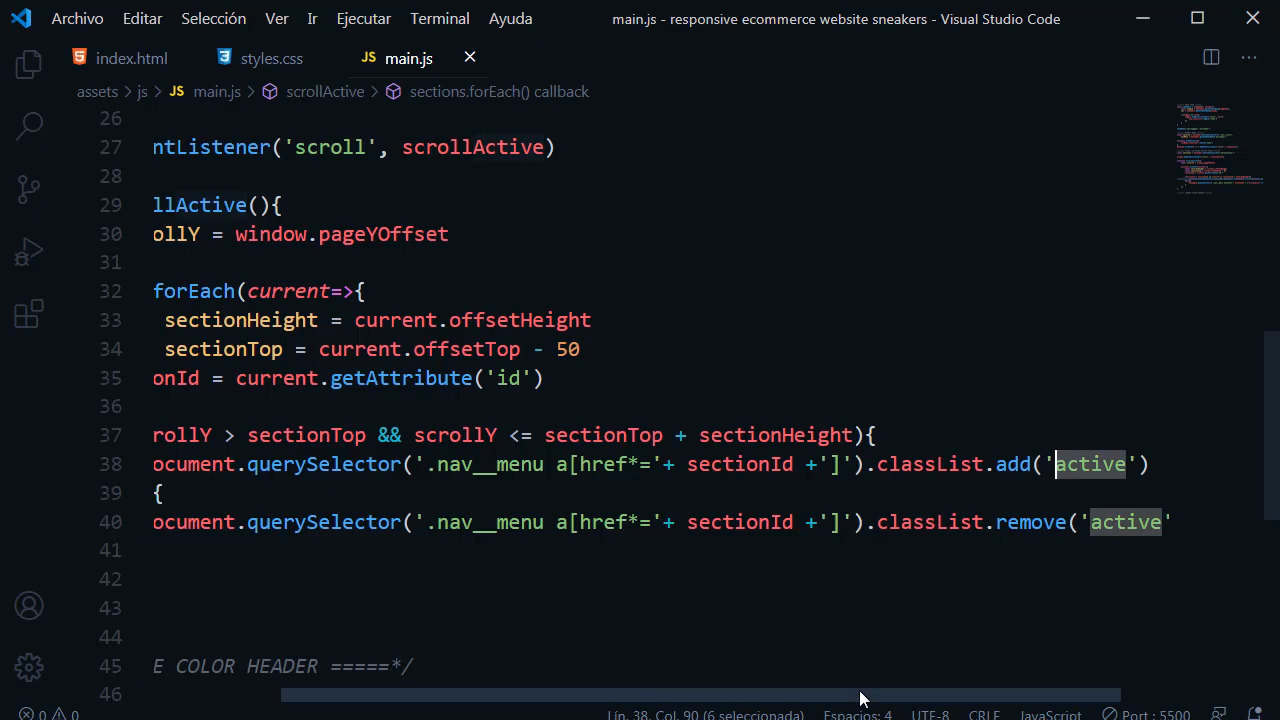 Archivo Editar Selección Ver Ir Ejecutar Terminal Ayuda main.js - responsive ecommerce website sneakers - Visual Studio Code
index.html styles.css JS main.js
assets > js > JS main.js > scrollActive > sections.forEach() callback
26
27 ntListener('scroll', scrollActive)
28
29 llActive(){
30 ollY = window.pageYOffset
31
32 forEach(current=>{
33 sectionHeight = current.offsetHeight
34 sectionTop = current.offsetTop - 50
35 onId = current.getAttribute('id')
36
37 rollY > sectionTop && scrollY <= sectionTop + sectionHeight){
38 ocument.querySelector('.nav__menu a[href*='+ sectionId +']').classList.add('active')
39 {
40 ocument.querySelector('.nav__menu a[href*='+ sectionId +']').classList.remove('active'
41
42
43
44
45 E COLOR HEADER =====*/
46
0 0 Lín. 38, Col. 90 (6 seleccionada) Espacios: 4 UTF-8 CRLF JavaScript Port : 5500